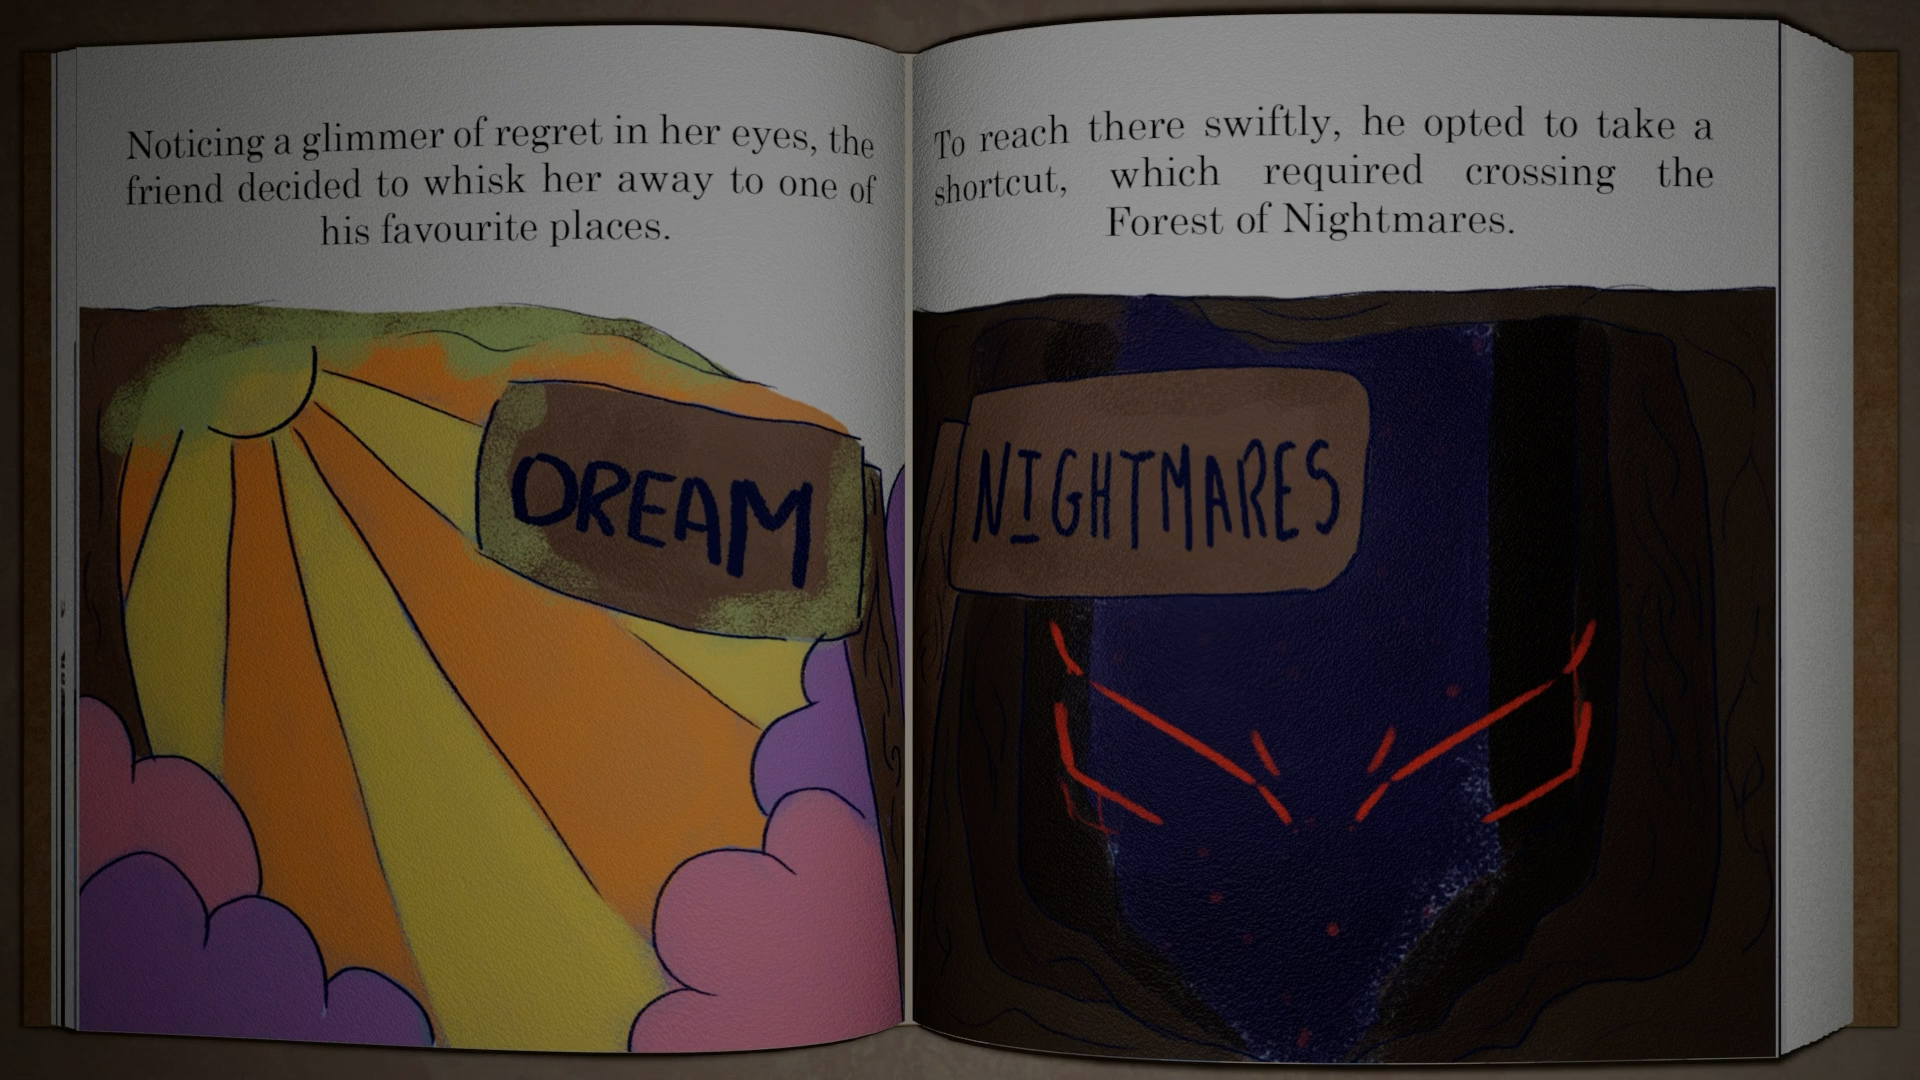 Noticing a glimmer of regret in her eyes, the
friend decided to whisk her away to one of
his favourite places.
DREAM
To reach there swiftly, he opted to take a
shortcut, which required crossing the
Forest of Nightmares.
NIGHTMARES